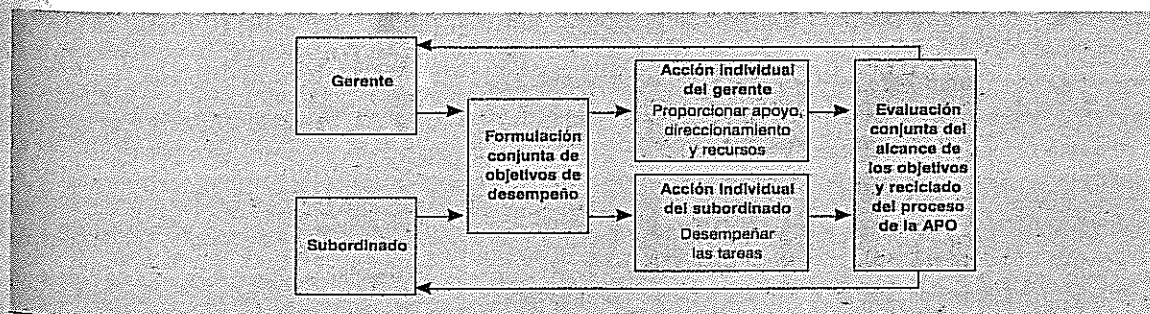 Gerente
Subordinado
Formulación
conjunta de
objetivos de
desempeño
Acción individual
del gerente
Proporcionar apoyo,
direccionamiento
y recursos
Acción individual
del subordinado
Desempeñar
las tareas
Evaluación
conjunta del
alcance de
los objetivos
y reciclado
del proceso
de la APO